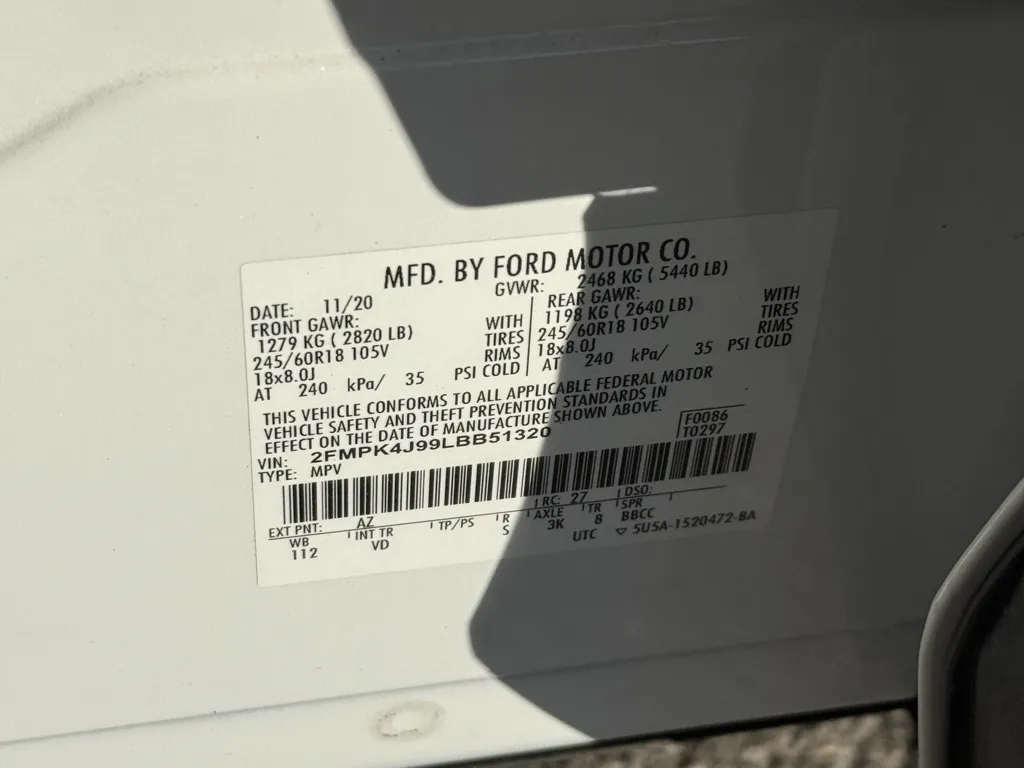 MFD. BY FORD MOTOR CO.
DATE: 11/20 GVWR: 2468 KG ( 5440 LB)
FRONT GAWR: REAR GAWR:
1279 KG ( 2820 LB) WITH 1198 KG ( 2640 LB) WITH
245/60R18 105V TIRES 245/60R18 105V TIRES
18x8.0J RIMS 18x8.0J RIMS
AT 240 kPa/ 35 PSI COLD AT 240 kPa/ 35 PSI COLD
THIS VEHICLE CONFORMS TO ALL APPLICABLE FEDERAL MOTOR
VEHICLE SAFETY AND THEFT PREVENTION STANDARDS IN
EFFECT ON THE DATE OF MANUFACTURE SHOWN ABOVE.
VIN: 2FMPK4J99LBB51320 F0086
TYPE: MPV T0297
EXT PNT: AZ RC: 27 DSO:
WB INT TR TP/PS R AXLE TR SPR
112 VD S 3K 8 BBCC
UTC ▽ 5U5A-1520472-BA